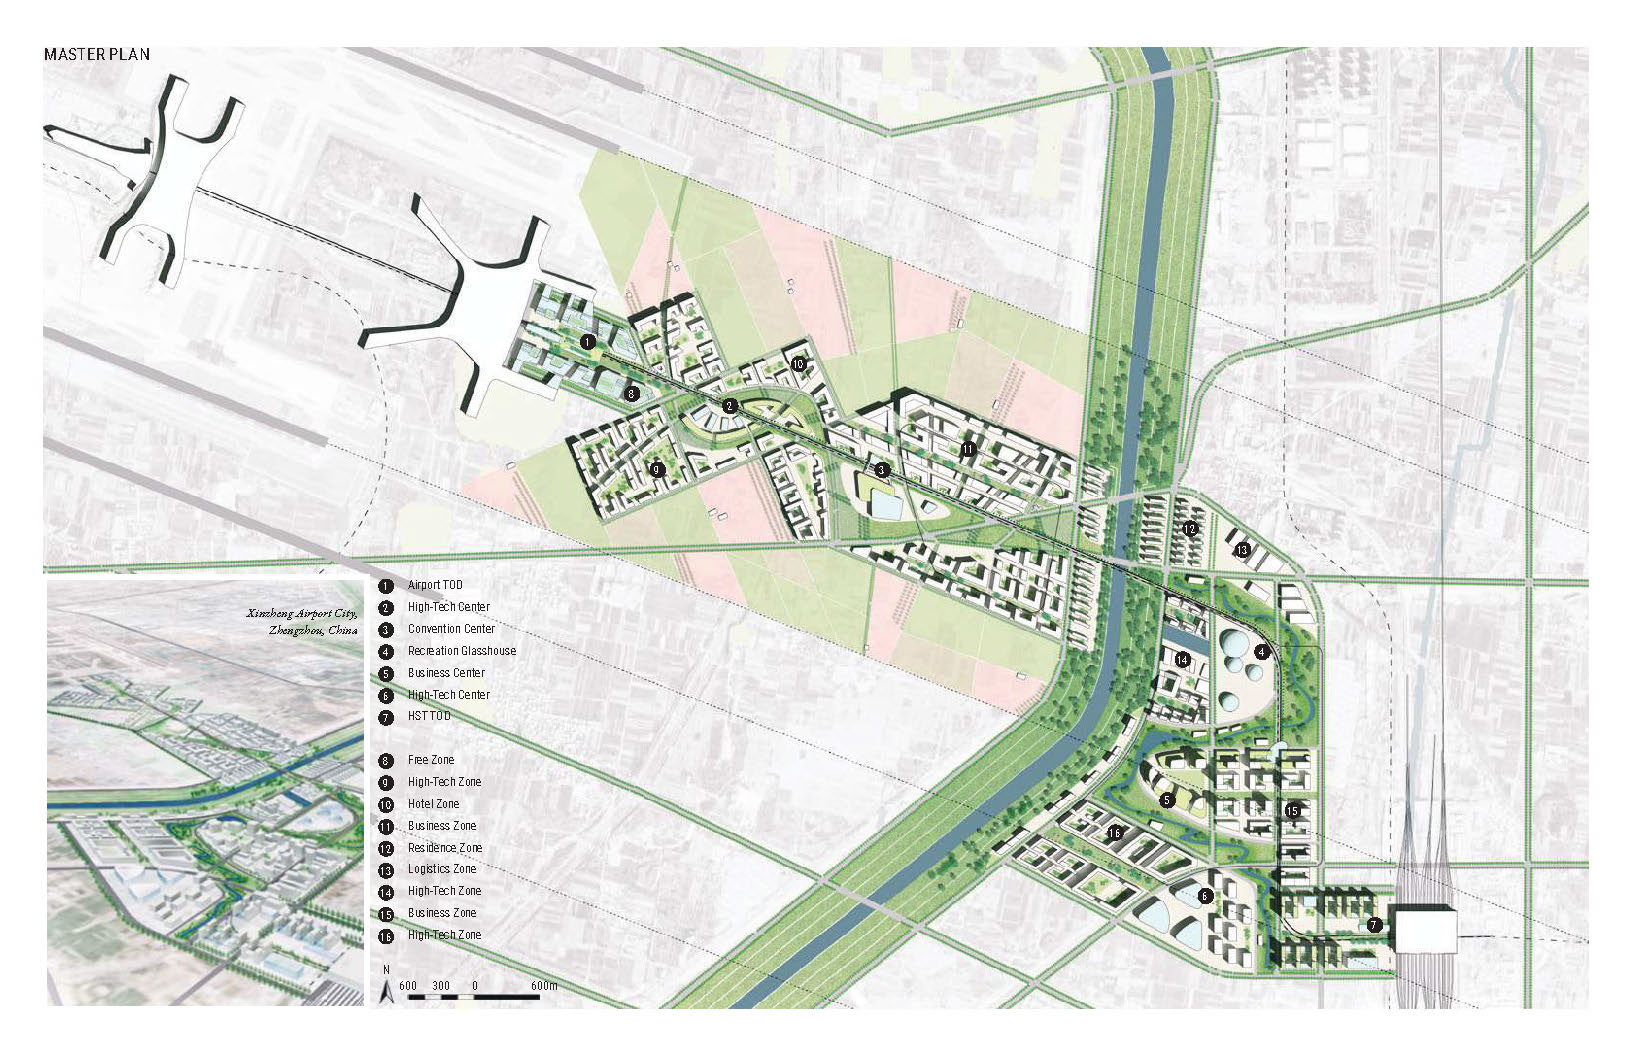 MASTER PLAN
1
2
3
8
9
10
11
12
13
4
14
5
15
16
6
7
Xinzheng Airport City,
Zhengzhou, China
1 Airport TOD
2 High-Tech Center
3 Convention Center
4 Recreation Glasshouse
5 Business Center
6 High-Tech Center
7 HST TOD
8 Free Zone
9 High-Tech Zone
10 Hotel Zone
11 Business Zone
12 Residence Zone
13 Logistics Zone
14 High-Tech Zone
15 Business Zone
16 High-Tech Zone
N
600 300 0 600m